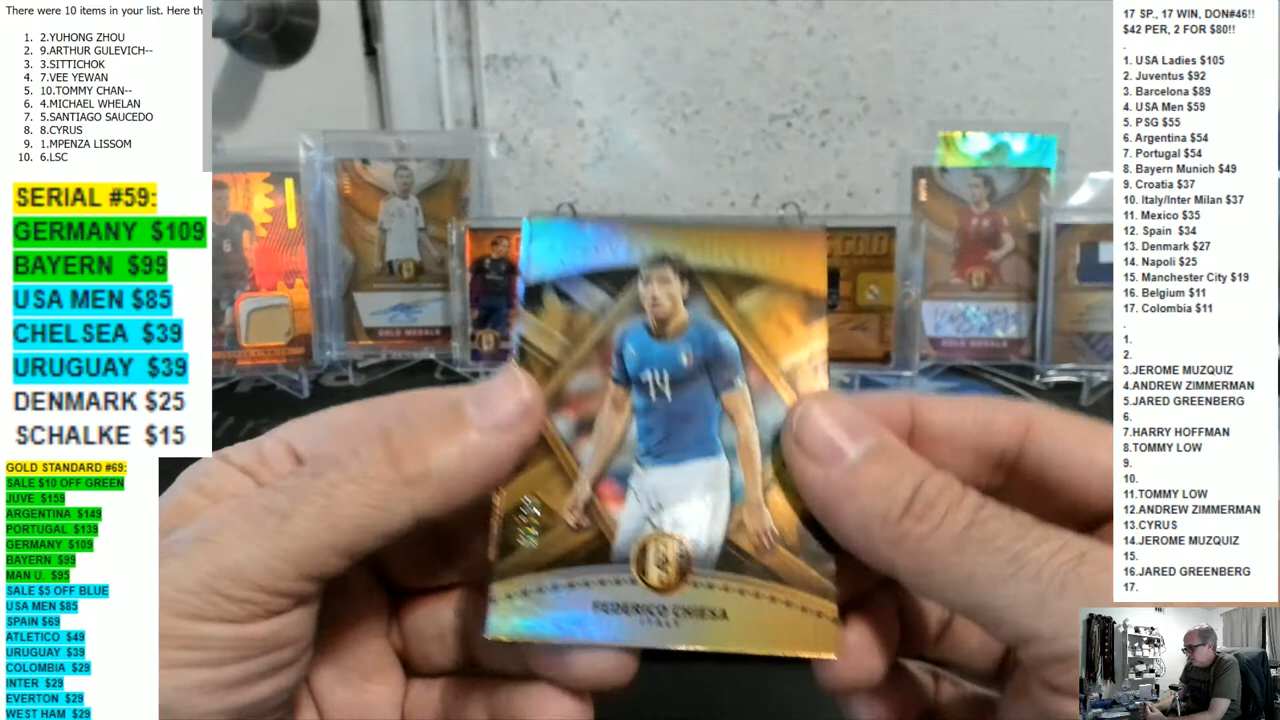 There were 10 items in your list. Here th
1. 2.YUHONG ZHOU
2. 9.ARTHUR GULEVICH--
3. 3.SITTICHOK
4. 7.VEE YEWAN
5. 10.TOMMY CHAN--
6. 4.MICHAEL WHELAN
7. 5.SANTIAGO SAUCEDO
8. 8.CYRUS
9. 1.MPENZA LISSOM
10. 6.LSC
SERIAL #59:
GERMANY $109
BAYERN $99
USA MEN $85
CHELSEA $39
URUGUAY $39
DENMARK $25
SCHALKE $15
GOLD STANDARD #69:
SALE $10 OFF GREEN
JUVE $159
ARGENTINA $149
PORTUGAL $139
GERMANY $109
BAYERN $99
MAN U. $95
SALE $5 OFF BLUE
USA MEN $85
SPAIN $69
ATLETICO $49
URUGUAY $39
COLOMBIA $29
INTER $29
EVERTON $29
WEST HAM $29
14
FEDERICO CHIESA
ITALY
GOLD MEDALS
GOLD MEDALS
17 SP., 17 WIN, DON#46!!
$42 PER, 2 FOR $80!!
.
1. USA Ladies $105
2. Juventus $92
3. Barcelona $89
4. USA Men $59
5. PSG $55
6. Argentina $54
7. Portugal $54
8. Bayern Munich $49
9. Croatia $37
10. Italy/Inter Milan $37
11. Mexico $35
12. Spain $34
13. Denmark $27
14. Napoli $25
15. Manchester City $19
16. Belgium $11
17. Colombia $11
.
1.
2.
3.JEROME MUZQUIZ
4.ANDREW ZIMMERMAN
5.JARED GREENBERG
6.
7.HARRY HOFFMAN
8.TOMMY LOW
9.
10.
11.TOMMY LOW
12.ANDREW ZIMMERMAN
13.CYRUS
14.JEROME MUZQUIZ
15.
16.JARED GREENBERG
17.